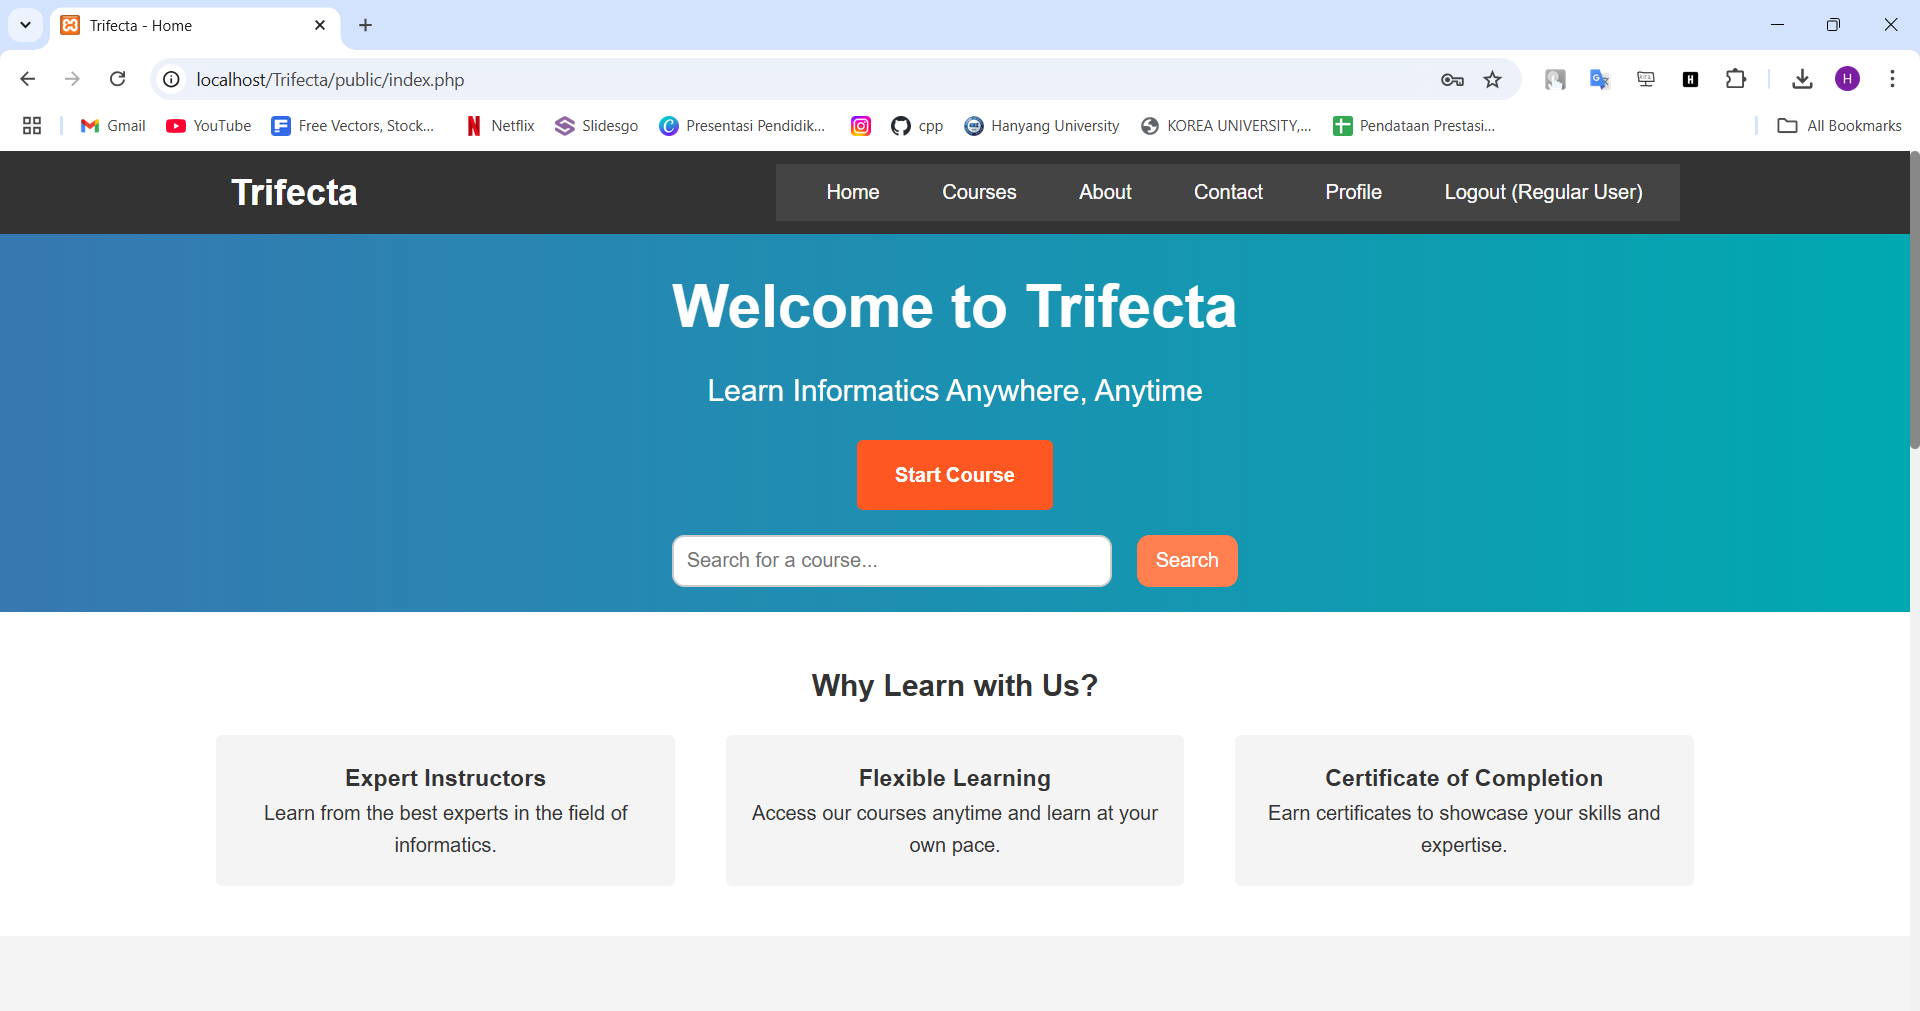 Trifecta - Home
localhost/Trifecta/public/index.php
H
H
Gmail
YouTube
Free Vectors, Stock...
Netflix
Slidesgo
Presentasi Pendidik...
cpp
Hanyang University
KOREA UNIVERSITY,...
Pendataan Prestasi...
All Bookmarks
Trifecta
Home
Courses
About
Contact
Profile
Logout (Regular User)
Welcome to Trifecta
Learn Informatics Anywhere, Anytime
Start Course
Search for a course...
Search
Why Learn with Us?
Expert Instructors
Learn from the best experts in the field of
informatics.
Flexible Learning
Access our courses anytime and learn at your
own pace.
Certificate of Completion
Earn certificates to showcase your skills and
expertise.